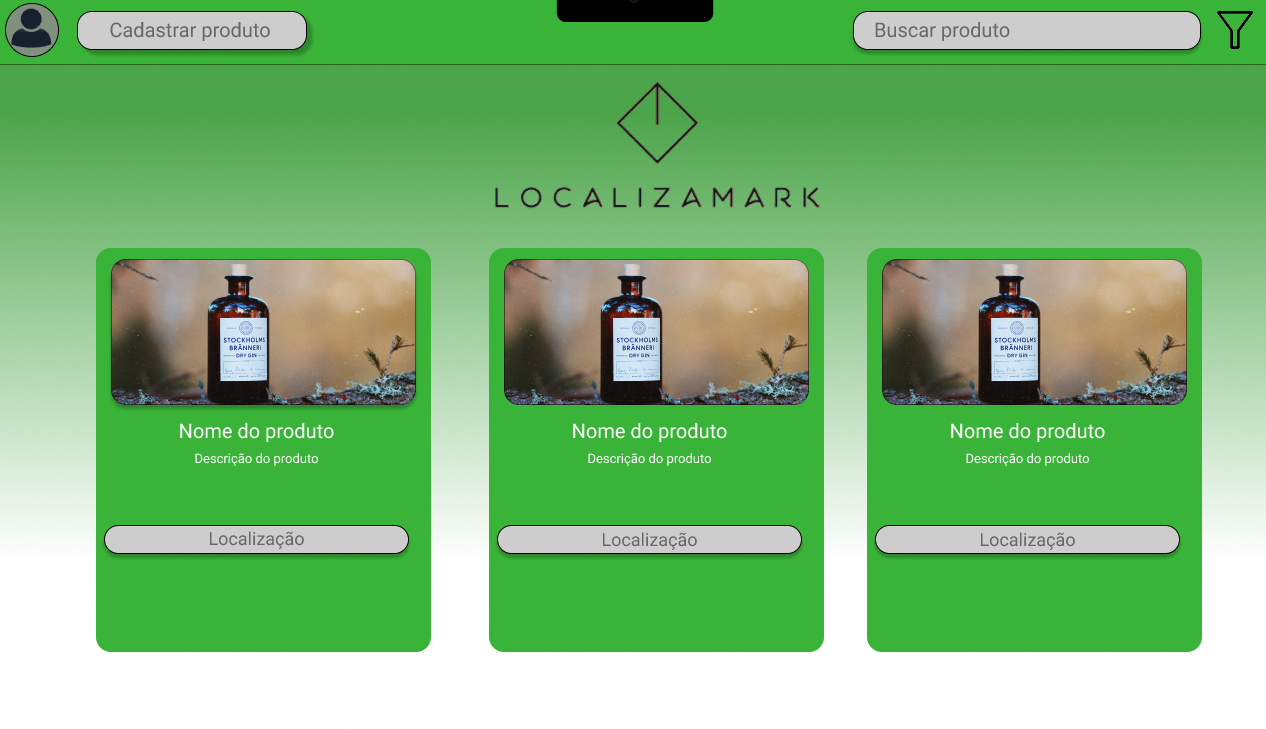 Cadastrar produto
Buscar produto
LOCALIZAMARK
STOCKHOLMS
BRÄNNERI
DRY GIN
Nome do produto
Descrição do produto
Localização
STOCKHOLMS
BRÄNNERI
DRY GIN
Nome do produto
Descrição do produto
Localização
STOCKHOLMS
BRÄNNERI
DRY GIN
Nome do produto
Descrição do produto
Localização